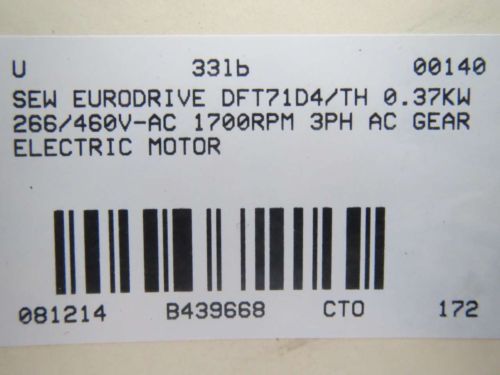 U 33lb 00140
SEW EURODRIVE DFT71D4/TH 0.37KW
266/460V-AC 1700RPM 3PH AC GEAR
ELECTRIC MOTOR
081214 B439668 CTO 172